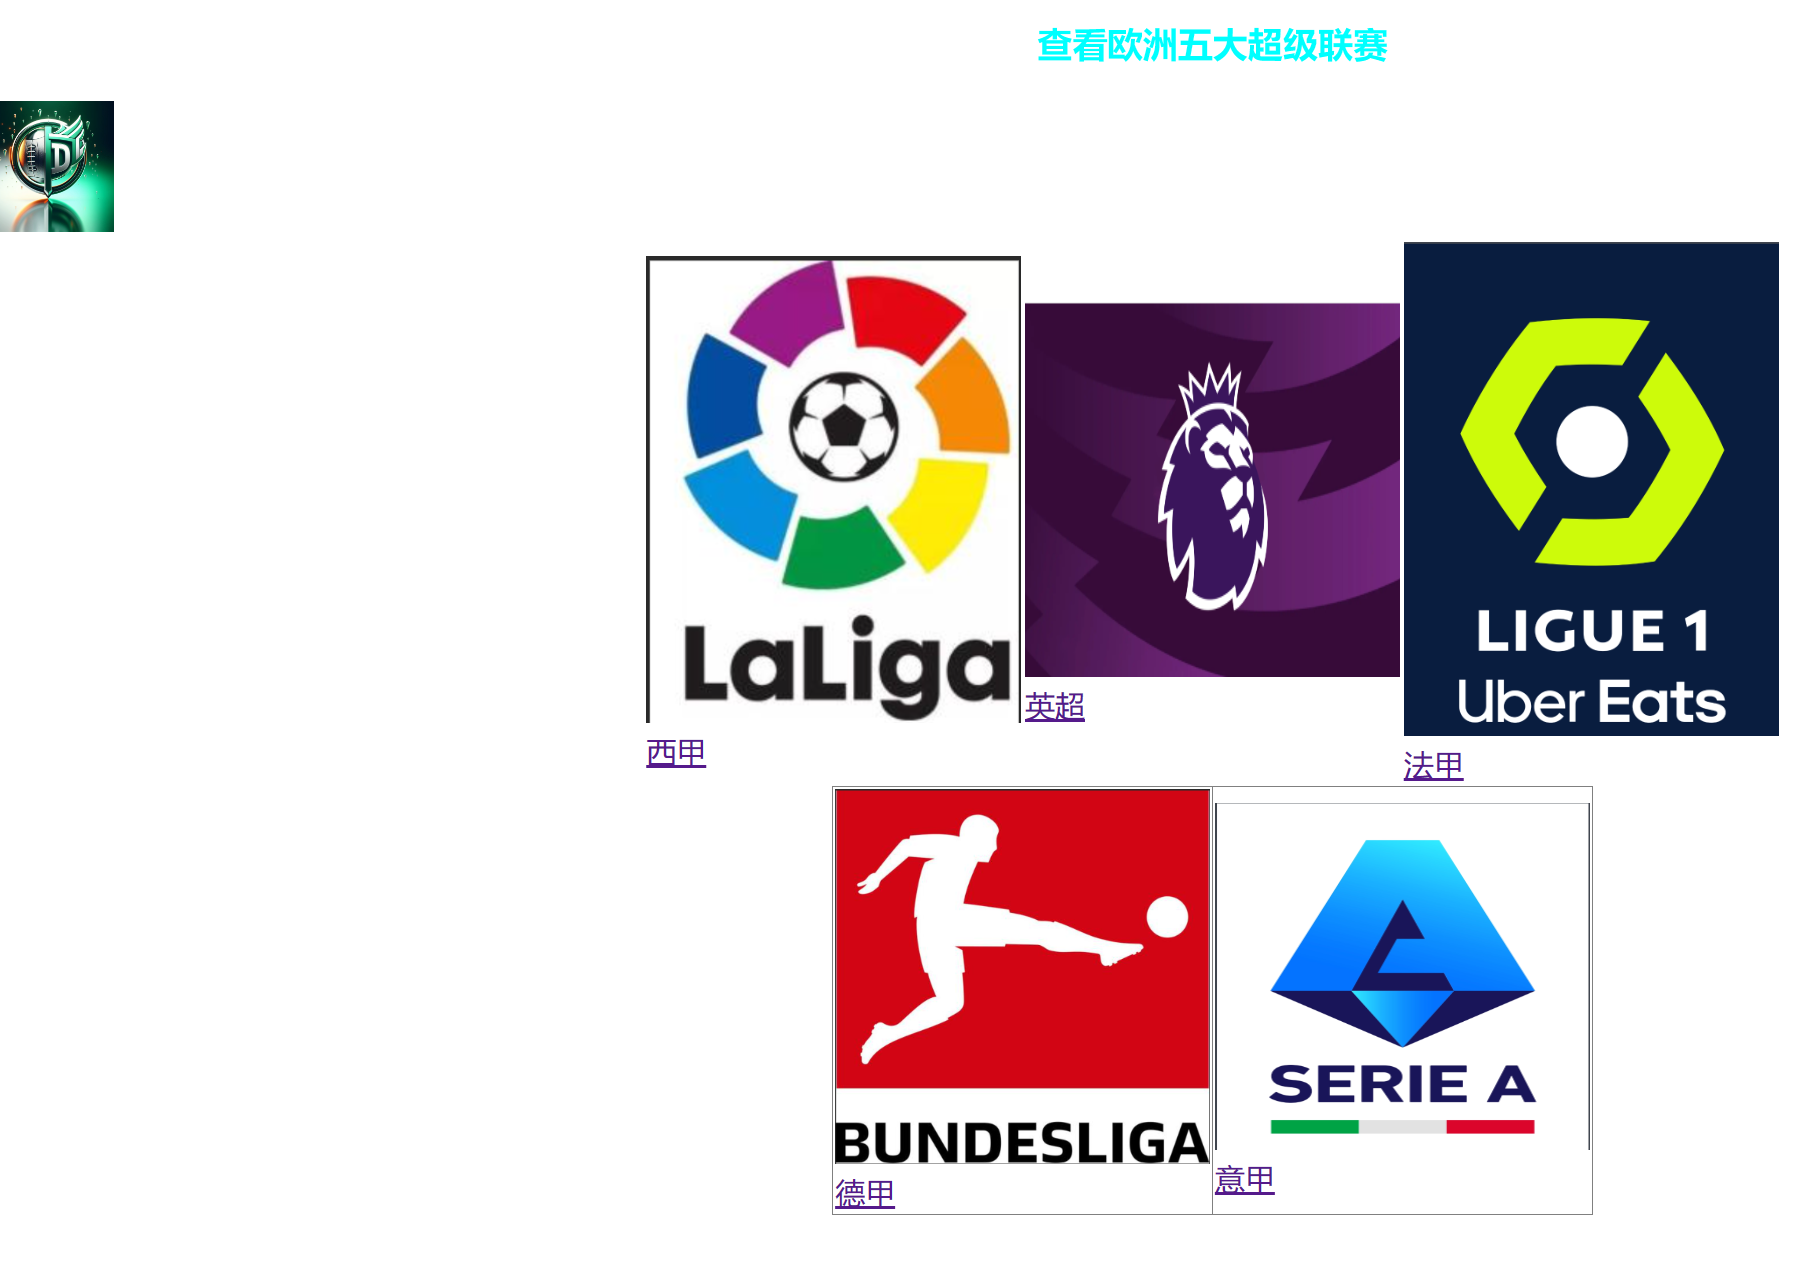 查看欧洲五大超级联赛
D
LaLiga
西甲
英超
LIGUE 1
Uber Eats
法甲
BUNDESLIGA
德甲
SERIE A
意甲